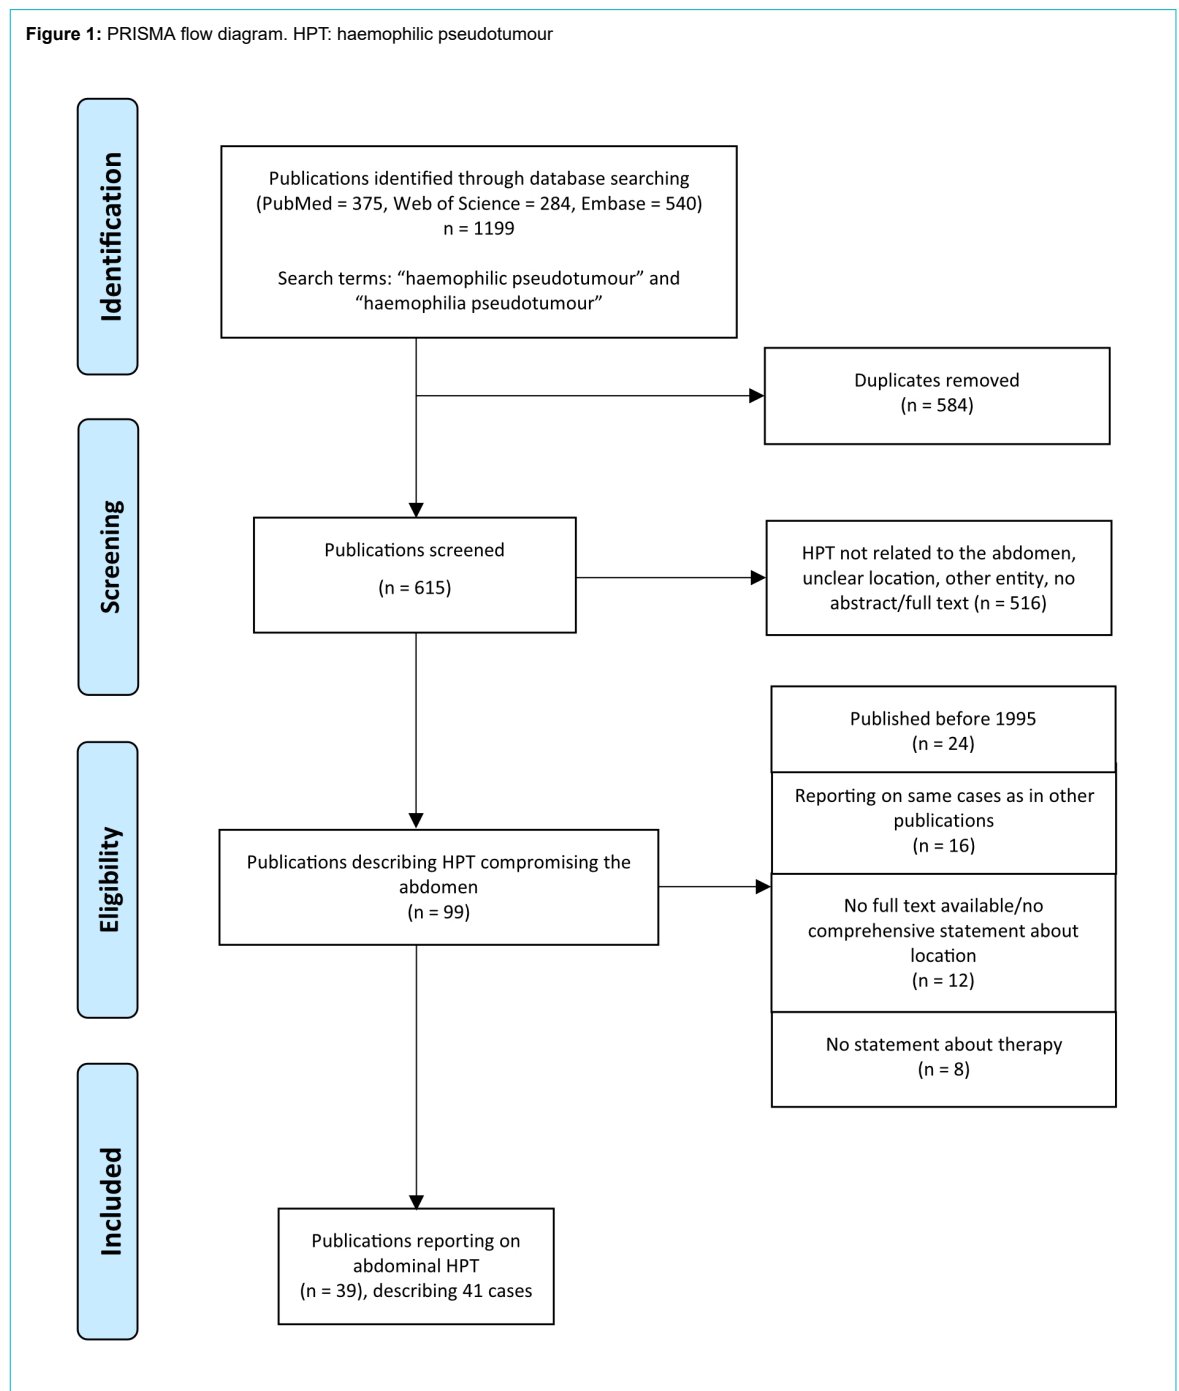 Figure 1: PRISMA flow diagram. HPT: haemophilic pseudotumour
Identification
Publications identified through database searching
(PubMed = 375, Web of Science = 284, Embase = 540)
n = 1199
Search terms: “haemophilic pseudotumour” and
“haemophilia pseudotumour”
Duplicates removed
(n = 584)
Screening
Publications screened
(n = 615)
HPT not related to the abdomen,
unclear location, other entity, no
abstract/full text (n = 516)
Eligibility
Publications describing HPT compromising the
abdomen
(n = 99)
Published before 1995
(n = 24)
Reporting on same cases as in other
publications
(n = 16)
No full text available/no
comprehensive statement about
location
(n = 12)
No statement about therapy
(n = 8)
Included
Publications reporting on
abdominal HPT
(n = 39), describing 41 cases